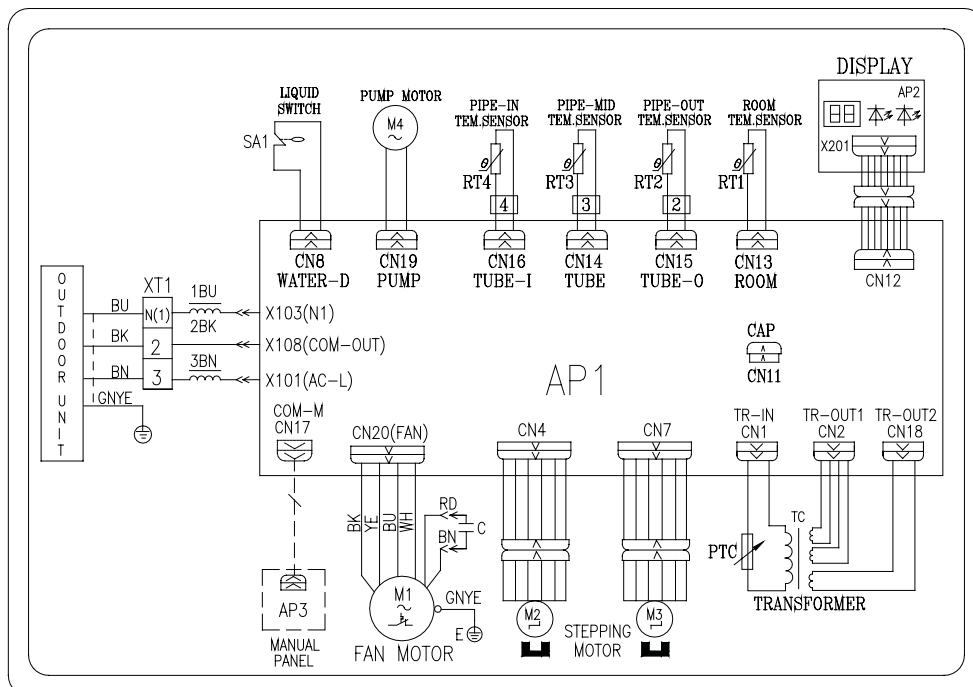 DISPLAY
AP2
X201
CN12
LIQUID
SWITCH
SA1
CN8
WATER-D
PUMP MOTOR
M4
CN19
PUMP
PIPE-IN
TEM.SENSOR
θ
RT4
4
CN16
TUBE-I
PIPE-MID
TEM.SENSOR
θ
RT3
3
CN14
TUBE
PIPE-OUT
TEM.SENSOR
θ
RT2
2
CN15
TUBE-O
ROOM
TEM.SENSOR
θ
RT1
CN13
ROOM
OUTDOOR UNIT
XT1
BU
N(1)
1BU
X103(N1)
BK
2
2BK
X108(COM-OUT)
BN
3
3BN
X101(AC-L)
GNYE
CAP
CN11
AP1
COM-M
CN17
CN20(FAN)
CN4
CN7
TR-IN
CN1
TR-OUT1
CN2
TR-OUT2
CN18
BK
YE
BU
WH
RD
BN
C
M1
GNYE
E
FAN MOTOR
AP3
MANUAL
PANEL
M2
STEPPING
MOTOR
M3
PTC
TC
TRANSFORMER